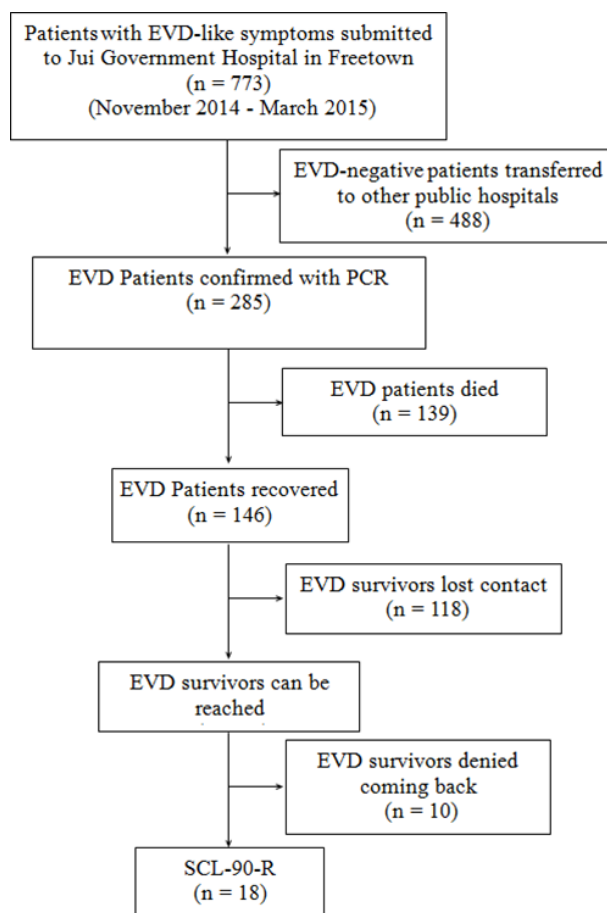 Patients with EVD-like symptoms submitted
to Jui Government Hospital in Freetown
(n = 773)
(November 2014 - March 2015)
EVD-negative patients transferred
to other public hospitals
(n = 488)
EVD Patients confirmed with PCR
(n = 285)
EVD patients died
(n = 139)
EVD Patients recovered
(n = 146)
EVD survivors lost contact
(n = 118)
EVD survivors can be
reached
EVD survivors denied
coming back
(n = 10)
SCL-90-R
(n = 18)